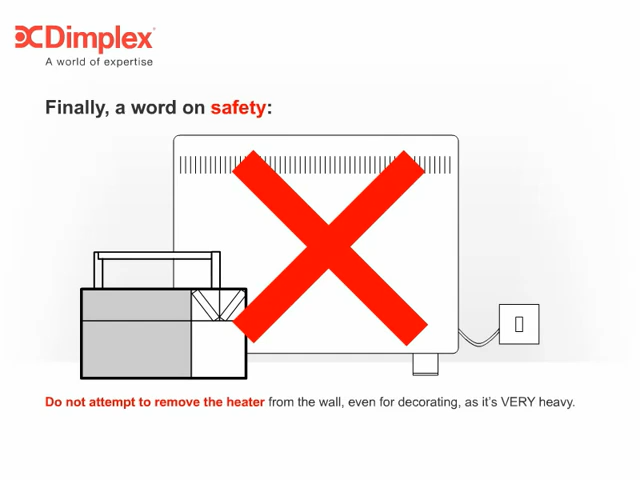 Dimplex
A world of expertise
Finally, a word on safety:
Do not attempt to remove the heater from the wall, even for decorating, as it's VERY heavy.